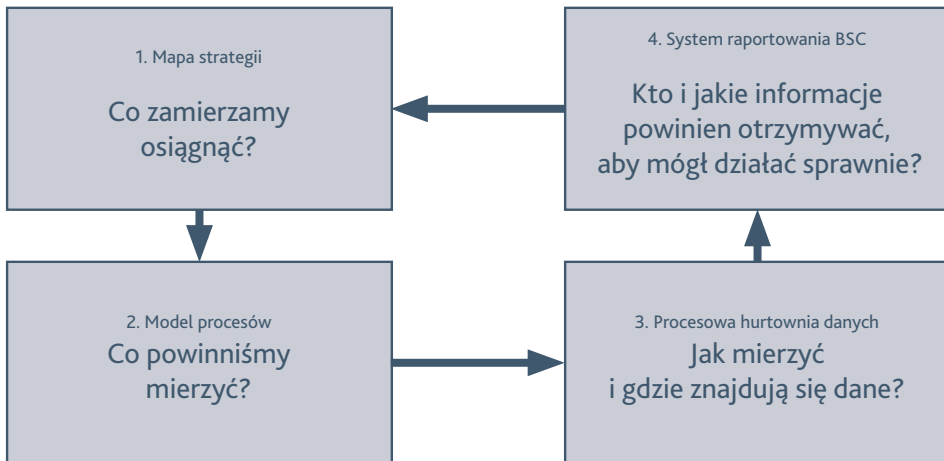 1. Mapa strategii
Co zamierzamy
osiągnąć?
4. System raportowania BSC
Kto i jakie informacje
powinien otrzymywać,
aby mógł działać sprawnie?
2. Model procesów
Co powinniśmy
mierzyć?
3. Procesowa hurtownia danych
Jak mierzyć
i gdzie znajdują się dane?